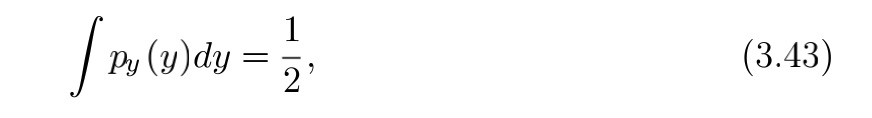 ∫ p_y(y)dy = 1/2, (3.43)